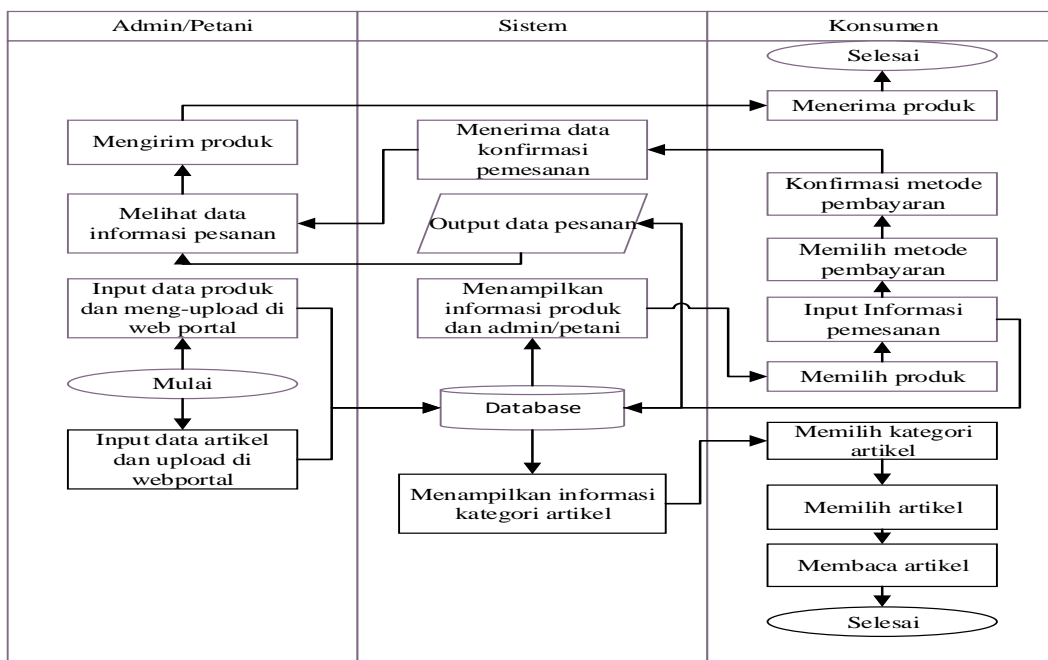 Admin/Petani
Sistem
Konsumen
Selesai
Menerima produk
Mengirim produk
Menerima data
konfirmasi
pemesanan
Konfirmasi metode
pembayaran
Melihat data
informasi pesanan
Output data pesanan
Memilih metode
pembayaran
Input data produk
dan meng-upload di
web portal
Menampilkan
informasi produk
dan admin/petani
Input Informasi
pemesanan
Mulai
Memilih produk
Database
Input data artikel
dan upload di
webportal
Memilih kategori
artikel
Menampilkan informasi
kategori artikel
Memilih artikel
Membaca artikel
Selesai